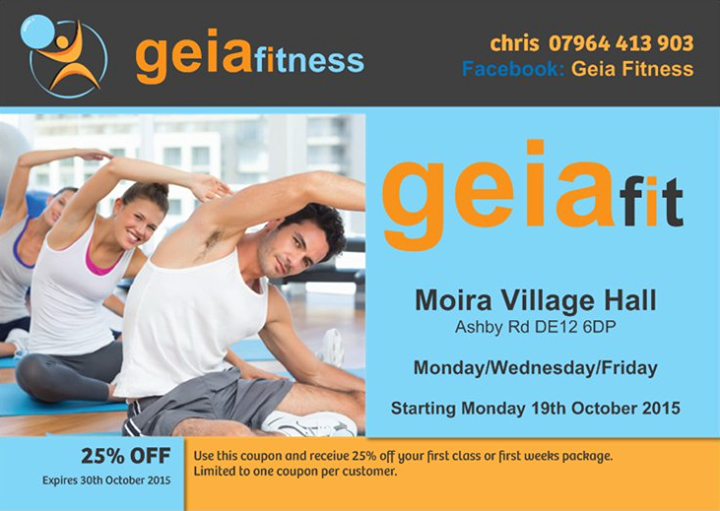 geiafitness
chris 07964 413 903
Facebook: Geia Fitness
geiafit
Moira Village Hall
Ashby Rd DE12 6DP
Monday/Wednesday/Friday
Starting Monday 19th October 2015
25% OFF
Expires 30th October 2015
Use this coupon and receive 25% off your first class or first weeks package.
Limited to one coupon per customer.